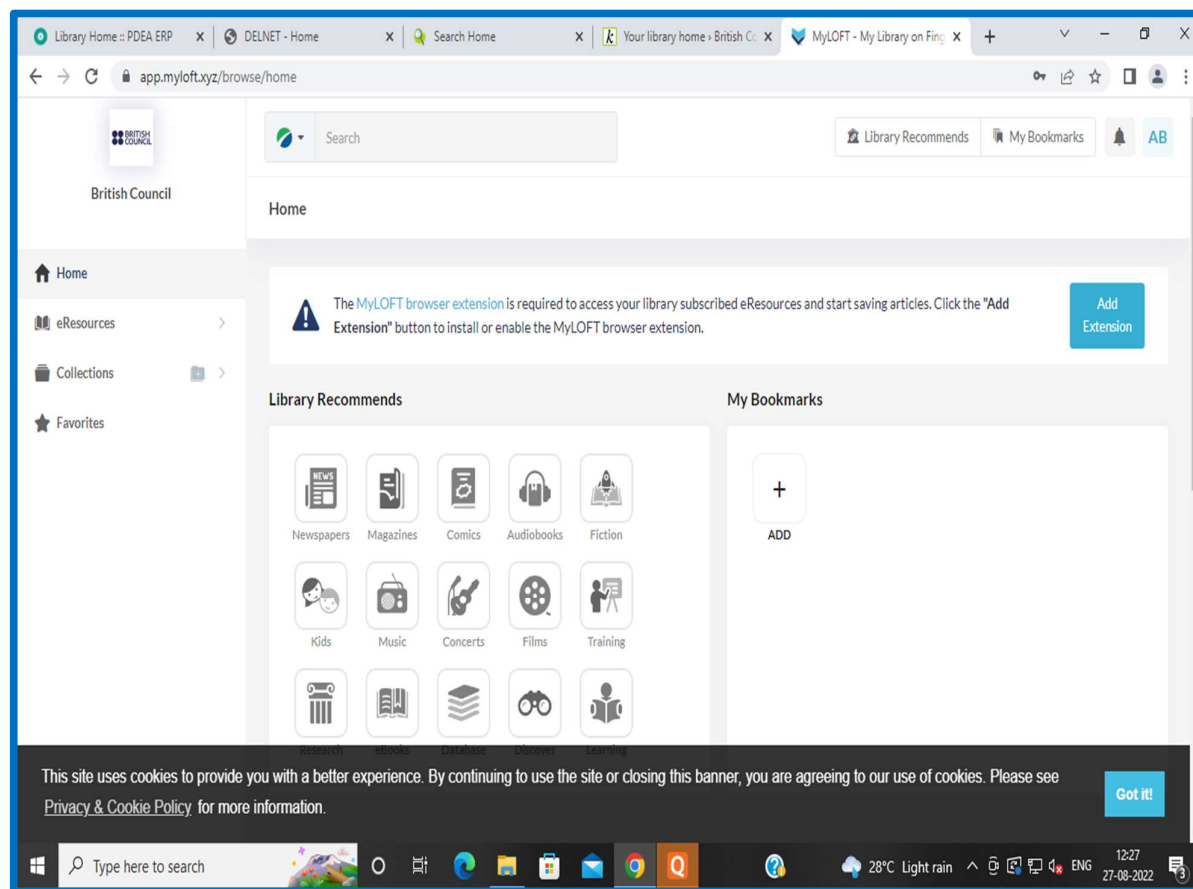 Library Home :: PDEA ERP
DELNET - Home
Search Home
Your library home › British Co
MyLOFT - My Library on Fing
app.myloft.xyz/browse/home
BRITISH
COUNCIL
British Council
Search
Library Recommends
My Bookmarks
AB
Home
Home
eResources
Collections
Favorites
The MyLOFT browser extension is required to access your library subscribed eResources and start saving articles. Click the "Add
Extension" button to install or enable the MyLOFT browser extension.
Add
Extension
Library Recommends
My Bookmarks
NEWS
Newspapers
Magazines
Comics
Audiobooks
Fiction
+
ADD
Kids
Music
Concerts
Films
Training
Research
eBooks
Database
Discover
Learning
This site uses cookies to provide you with a better experience. By continuing to use the site or closing this banner, you are agreeing to our use of cookies. Please see
Privacy & Cookie Policy for more information.
Got it!
Type here to search
28°C Light rain
ENG
12:27
27-08-2022
3